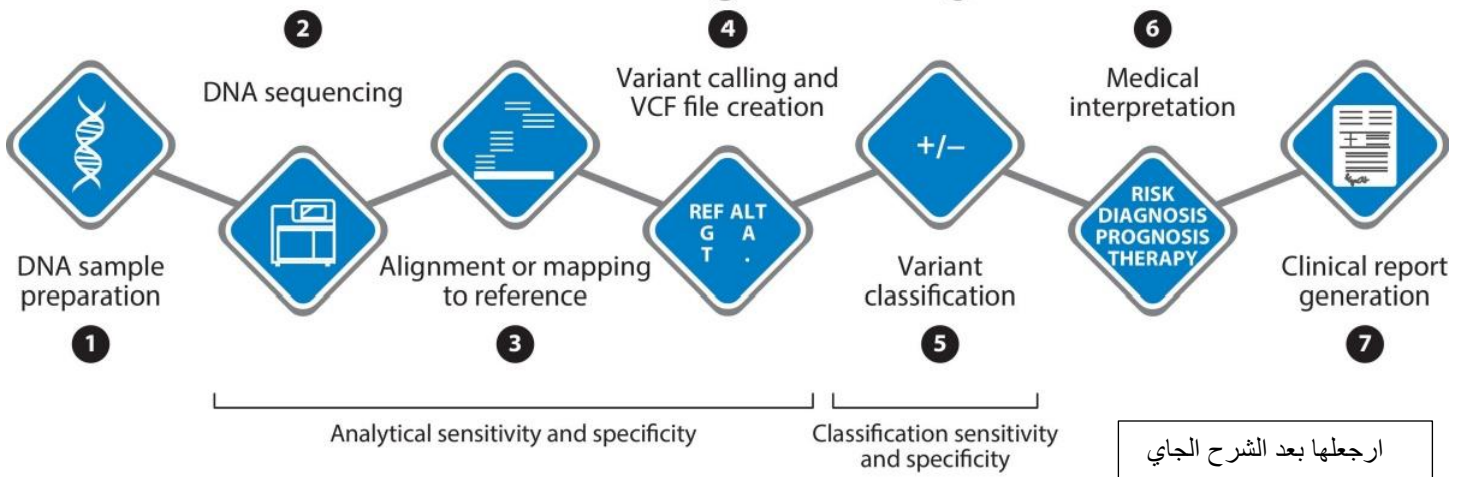 2
4
6
DNA sequencing
Variant calling and
VCF file creation
Medical
interpretation
+/−
REF ALT
G A
T .
RISK
DIAGNOSIS
PROGNOSIS
THERAPY
DNA sample
preparation
1
Alignment or mapping
to reference
3
Variant
classification
5
Clinical report
generation
7
Analytical sensitivity and specificity
Classification sensitivity
and specificity
ارجعلها بعد الشرح الجاي